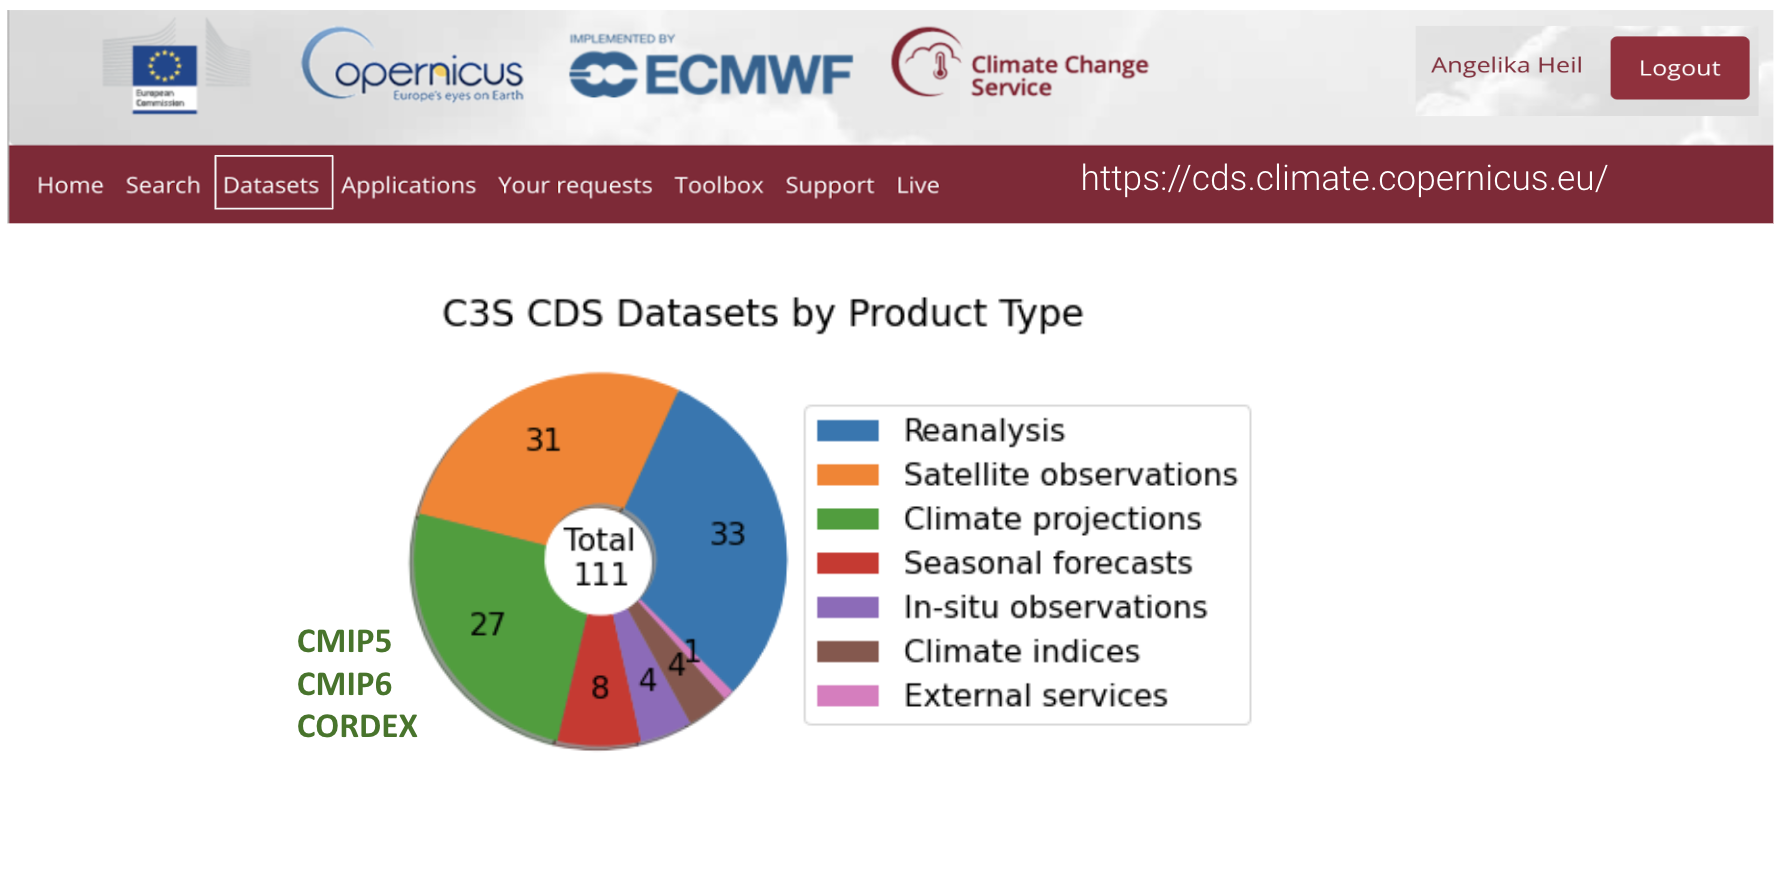 European
Commission
Copernicus
Europe's eyes on Earth
IMPLEMENTED BY
ECMWF
Climate Change
Service
Angelika Heil
Logout
Home Search Datasets Applications Your requests Toolbox Support Live
https://cds.climate.copernicus.eu/
C3S CDS Datasets by Product Type
31
33
Total
111
27
8
4
4
1
CMIP5
CMIP6
CORDEX
Reanalysis
Satellite observations
Climate projections
Seasonal forecasts
In-situ observations
Climate indices
External services